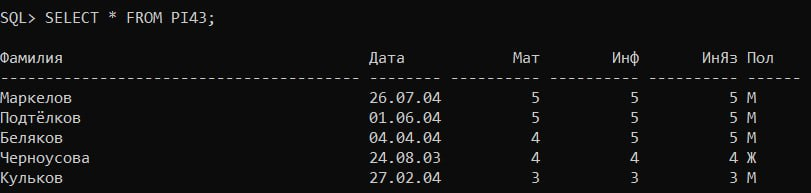 SQL> SELECT * FROM PI43;
Фамилия Дата Мат Инф ИнЯз Пол
---------------------------------------- -------- ---------- ---------- ---------- ------
Маркелов 26.07.04 5 5 5 М
Подтёлков 01.06.04 5 5 5 М
Беляков 04.04.04 4 5 5 М
Черноусова 24.08.03 4 4 4 Ж
Кульков 27.02.04 3 3 3 М